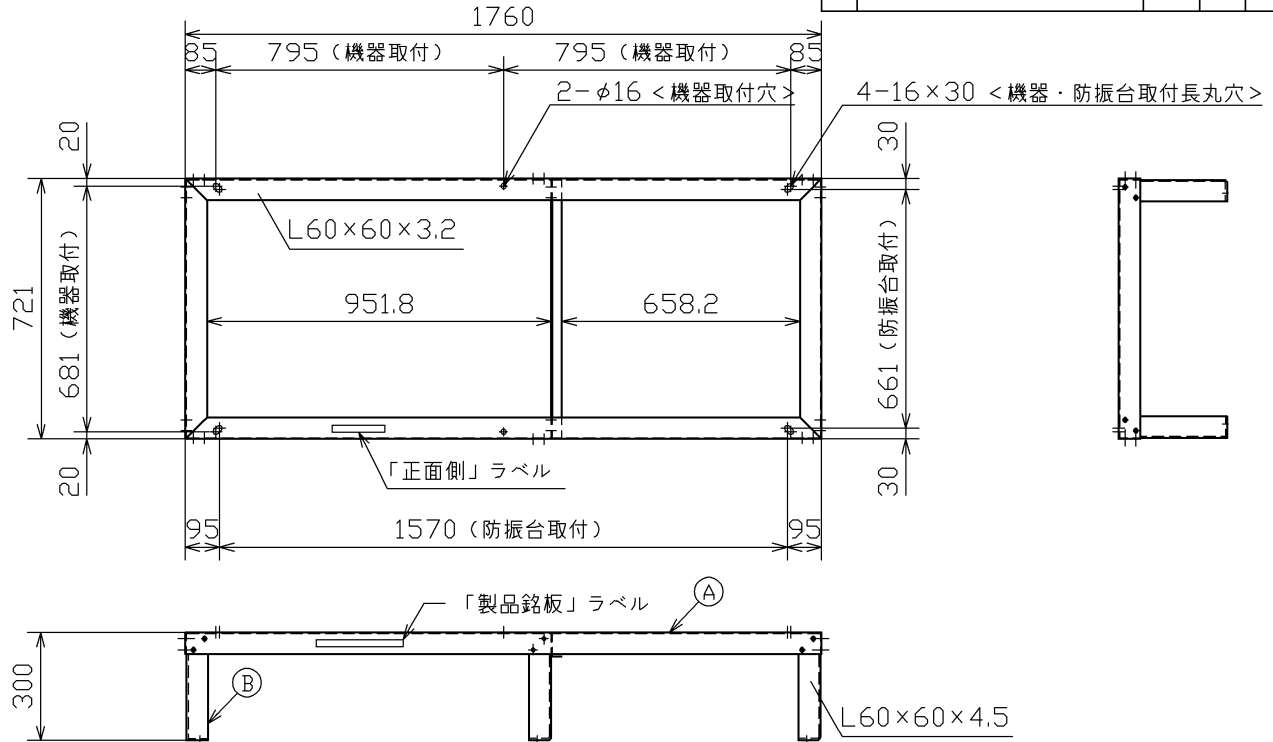 1760
85
795（機器取付）
795（機器取付）
85
2-φ16＜機器取付穴＞
4-16×30＜機器・防振台取付長丸穴＞
20
30
L60×60×3.2
721
681（機器取付）
951.8
658.2
661（防振台取付）
20
「正面側」ラベル
30
95
1570（防振台取付）
95
「製品銘板」ラベル
A
300
B
L60×60×4.5